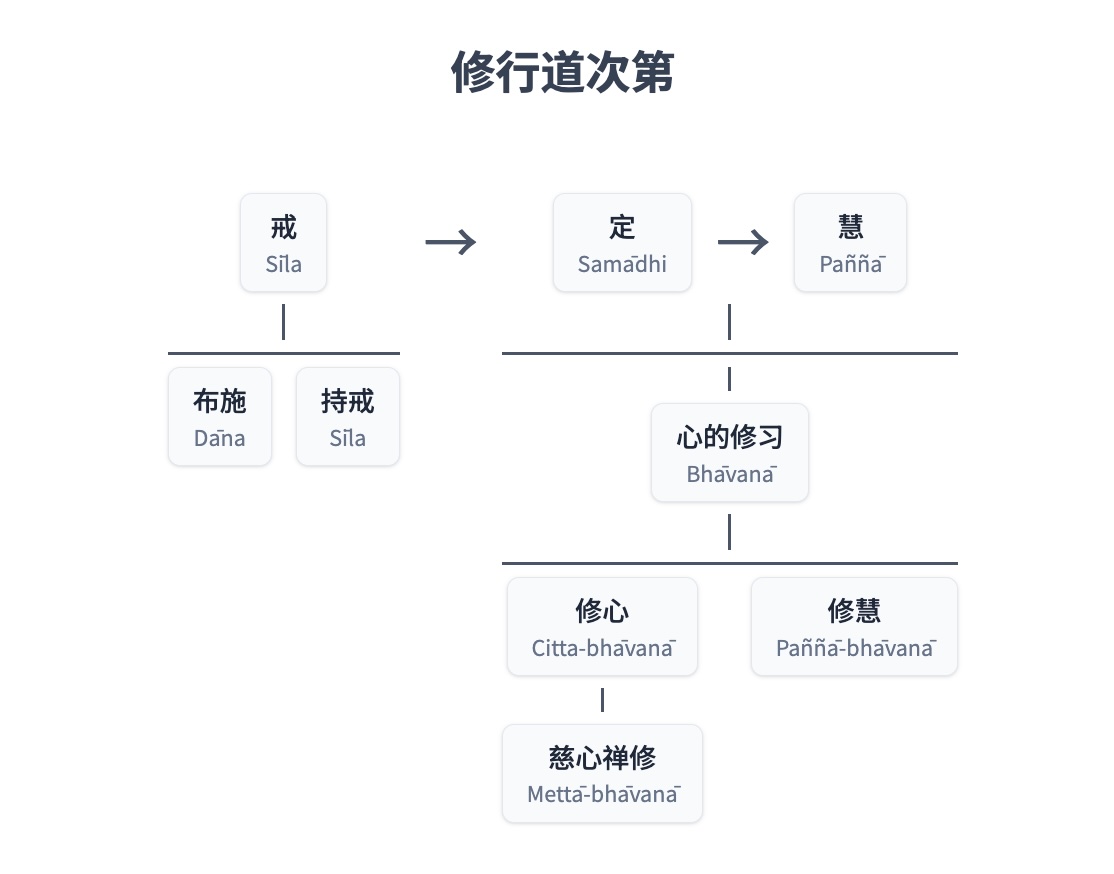 修行道次第
戒
Sīla
→
定
Samādhi
→
慧
Paññā
布施
Dāna
持戒
Sīla
心的修习
Bhāvanā
修心
Citta-bhāvanā
修慧
Paññā-bhāvanā
慈心禅修
Mettā-bhāvanā